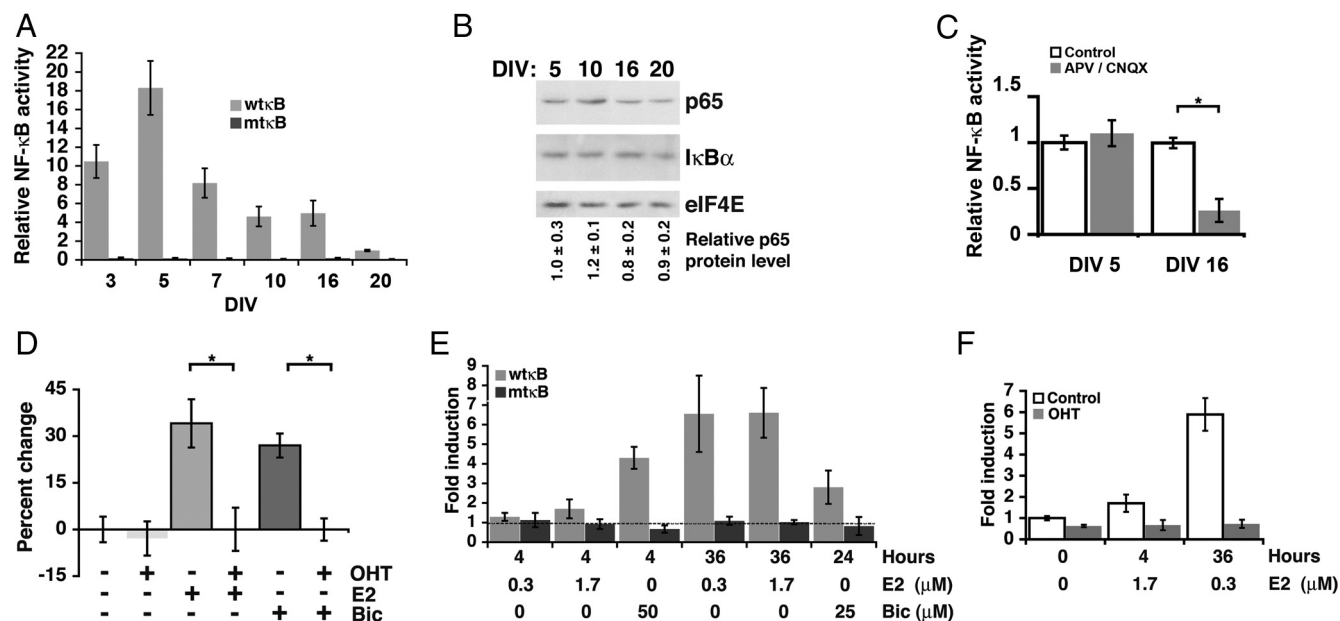 A
Relative NF-κB activity
22
20
18
16
14
12
10
8
6
4
2
0
wtκB
mtκB
3 5 7 10 16 20
DIV
B
DIV: 5 10 16 20
p65
IκBα
eIF4E
1.0 ± 0.3
1.2 ± 0.1
0.8 ± 0.2
0.9 ± 0.2
Relative p65
protein level
C
Relative NF-κB activity
Control
APV / CNQX
1.5
1
0.5
0
*
DIV 5 DIV 16
D
Percent change
45
30
15
0
-15
* *
- + - + - + OHT
- - + + - - E2
- - - - + + Bic
E
Fold induction
9
8
7
6
5
4
3
2
1
0
wtκB
mtκB
4 4 4 36 36 24 Hours
0.3 1.7 0 0.3 1.7 0 E2 (μM)
0 0 50 0 0 25 Bic (μM)
F
Fold induction
7
6
5
4
3
2
1
0
Control
OHT
0 4 36 Hours
0 1.7 0.3 E2 (μM)